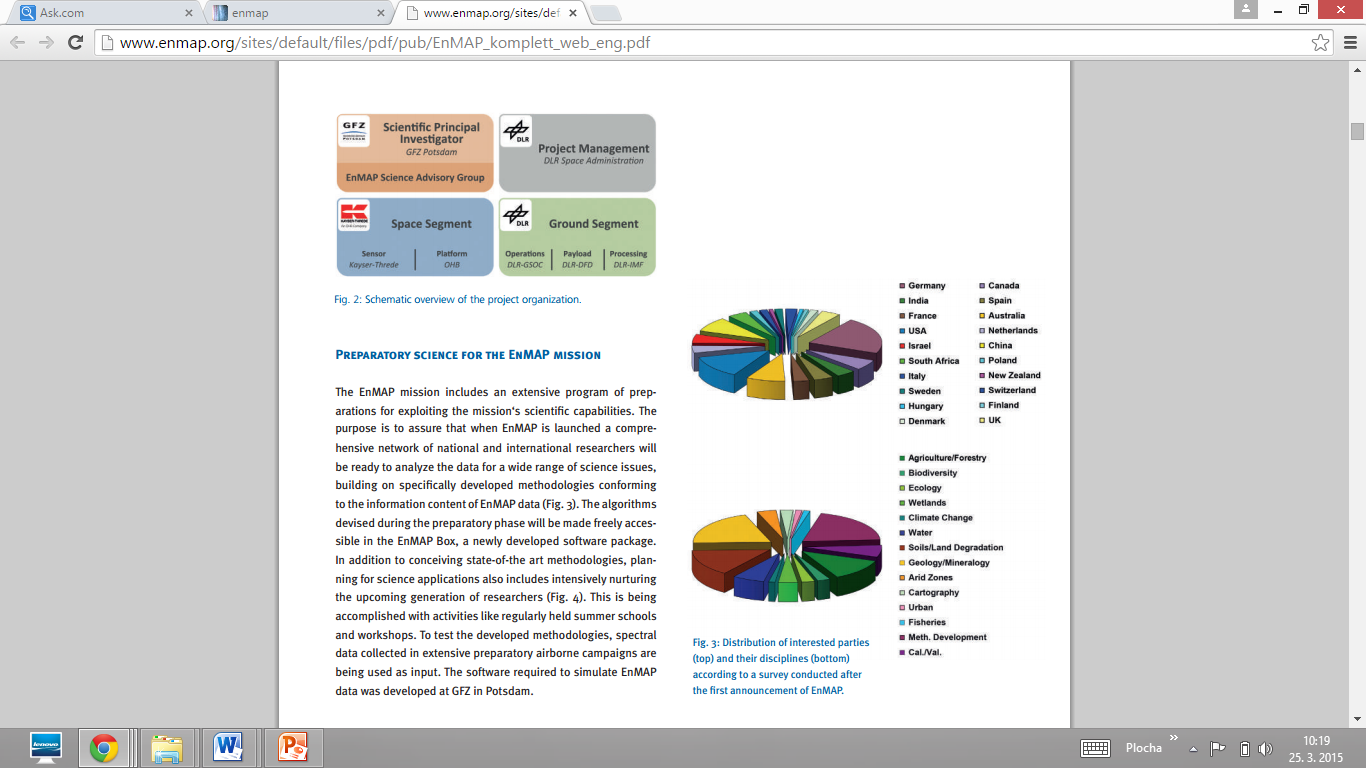 Ask.com
enmap
www.enmap.org/sites/def
www.enmap.org/sites/default/files/pdf/pub/EnMAP_komplett_web_eng.pdf
GFZ
POTSDAM
Scientific Principal
Investigator
GFZ Potsdam
EnMAP Science Advisory Group
DLR
Project Management
DLR Space Administration
KAYSER-THREDE
Space Segment
Sensor
Kayser-Threde
Platform
OHB
DLR
Ground Segment
Operations
DLR-GSOC
Payload
DLR-DFD
Processing
DLR-IMF
Fig. 2: Schematic overview of the project organization.
Preparatory science for the EnMAP mission
The EnMAP mission includes an extensive program of prep-
arations for exploiting the mission's scientific capabilities. The
purpose is to assure that when EnMAP is launched a compre-
hensive network of national and international researchers will
be ready to analyze the data for a wide range of science issues,
building on specifically developed methodologies conforming
to the information content of EnMAP data (Fig. 3). The algorithms
devised during the preparatory phase will be made freely acces-
sible in the EnMAP Box, a newly developed software package.
In addition to conceiving state-of-the art methodologies, plan-
ning for science applications also includes intensively nurturing
the upcoming generation of researchers (Fig. 4). This is being
accomplished with activities like regularly held summer schools
and workshops. To test the developed methodologies, spectral
data collected in extensive preparatory airborne campaigns are
being used as input. The software required to simulate EnMAP
data was developed at GFZ in Potsdam.
Germany
India
France
USA
Israel
South Africa
Italy
Sweden
Hungary
Denmark
Canada
Spain
Australia
Netherlands
China
Poland
New Zealand
Switzerland
Finland
UK
Agriculture/Forestry
Biodiversity
Ecology
Wetlands
Climate Change
Water
Soils/Land Degradation
Geology/Mineralogy
Arid Zones
Cartography
Urban
Fisheries
Meth. Development
Cal./Val.
Fig. 3: Distribution of interested parties
(top) and their disciplines (bottom)
according to a survey conducted after
the first announcement of EnMAP.
lenovo
Plocha
10:19
25. 3. 2015